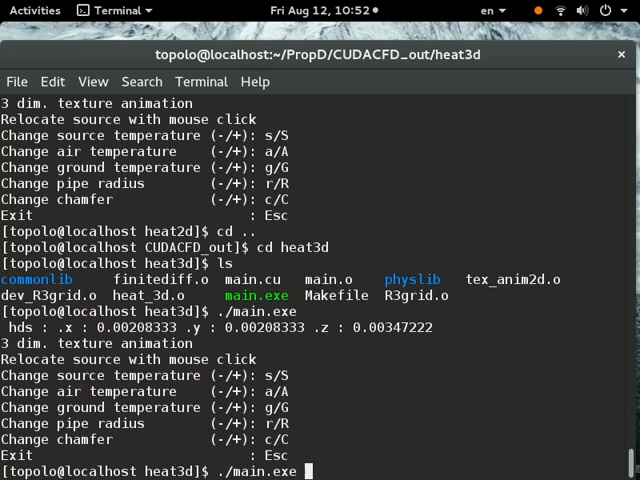 Activities Terminal Fri Aug 12, 10:52 en
topolo@localhost:~/PropD/CUDACFD_out/heat3d ×
File Edit View Search Terminal Help
3 dim. texture animation
Relocate source with mouse click
Change source temperature (-/+): s/S
Change air temperature (-/+): a/A
Change ground temperature (-/+): g/G
Change pipe radius (-/+): r/R
Change chamfer (-/+): c/C
Exit : Esc
[topolo@localhost heat2d]$ cd ..
[topolo@localhost CUDACFD_out]$ cd heat3d
[topolo@localhost heat3d]$ ls
commonlib finitediff.o main.cu main.o physlib tex_anim2d.o
dev_R3grid.o heat_3d.o main.exe Makefile R3grid.o
[topolo@localhost heat3d]$ ./main.exe
hds : .x : 0.00208333 .y : 0.00208333 .z : 0.00347222
3 dim. texture animation
Relocate source with mouse click
Change source temperature (-/+): s/S
Change air temperature (-/+): a/A
Change ground temperature (-/+): g/G
Change pipe radius (-/+): r/R
Change chamfer (-/+): c/C
Exit : Esc
[topolo@localhost heat3d]$ ./main.exe